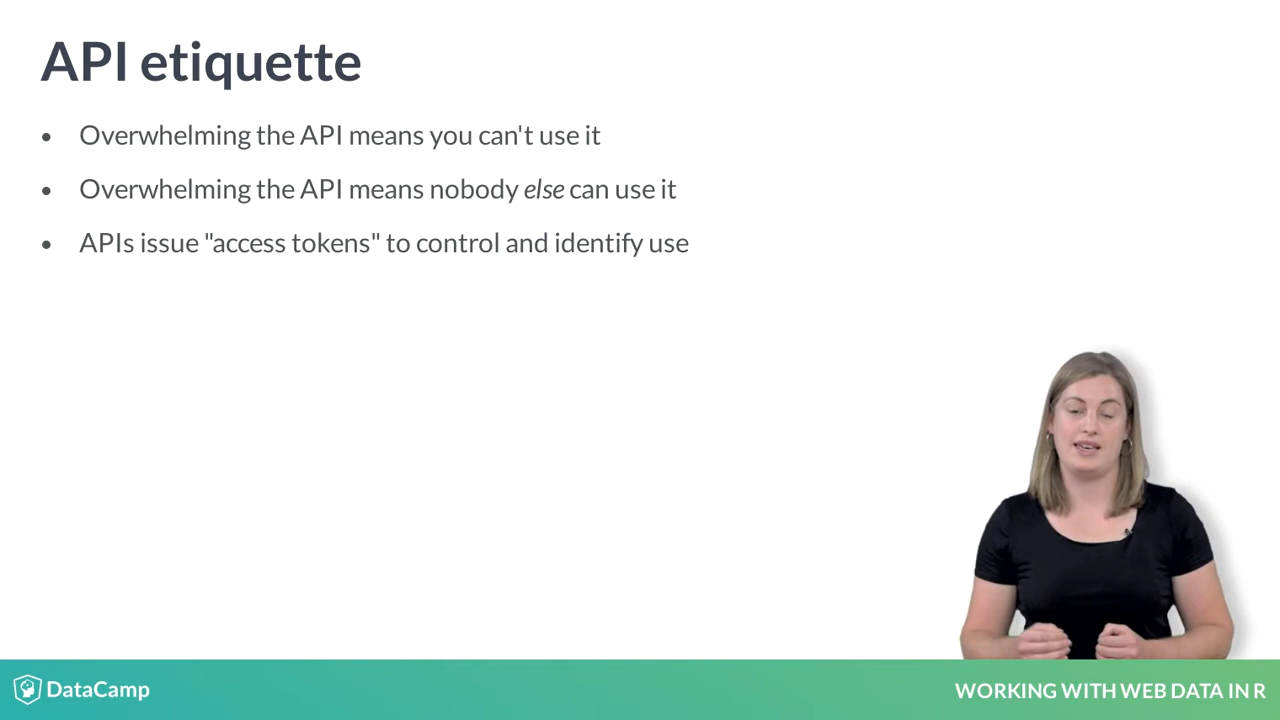 API etiquette
• Overwhelming the API means you can't use it
• Overwhelming the API means nobody else can use it
• APIs issue "access tokens" to control and identify use
DataCamp
WORKING WITH WEB DATA IN R